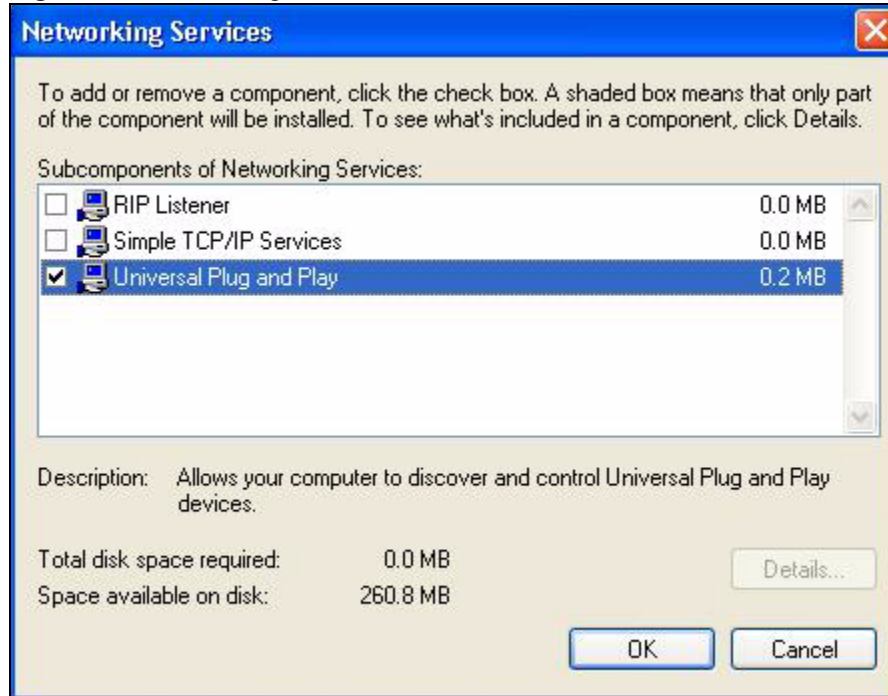 Networking Services
To add or remove a component, click the check box. A shaded box means that only part
of the component will be installed. To see what's included in a component, click Details.
Subcomponents of Networking Services:
RIP Listener 0.0 MB
Simple TCP/IP Services 0.0 MB
Universal Plug and Play 0.2 MB
Description: Allows your computer to discover and control Universal Plug and Play
devices.
Total disk space required: 0.0 MB
Details...
Space available on disk: 260.8 MB
OK Cancel